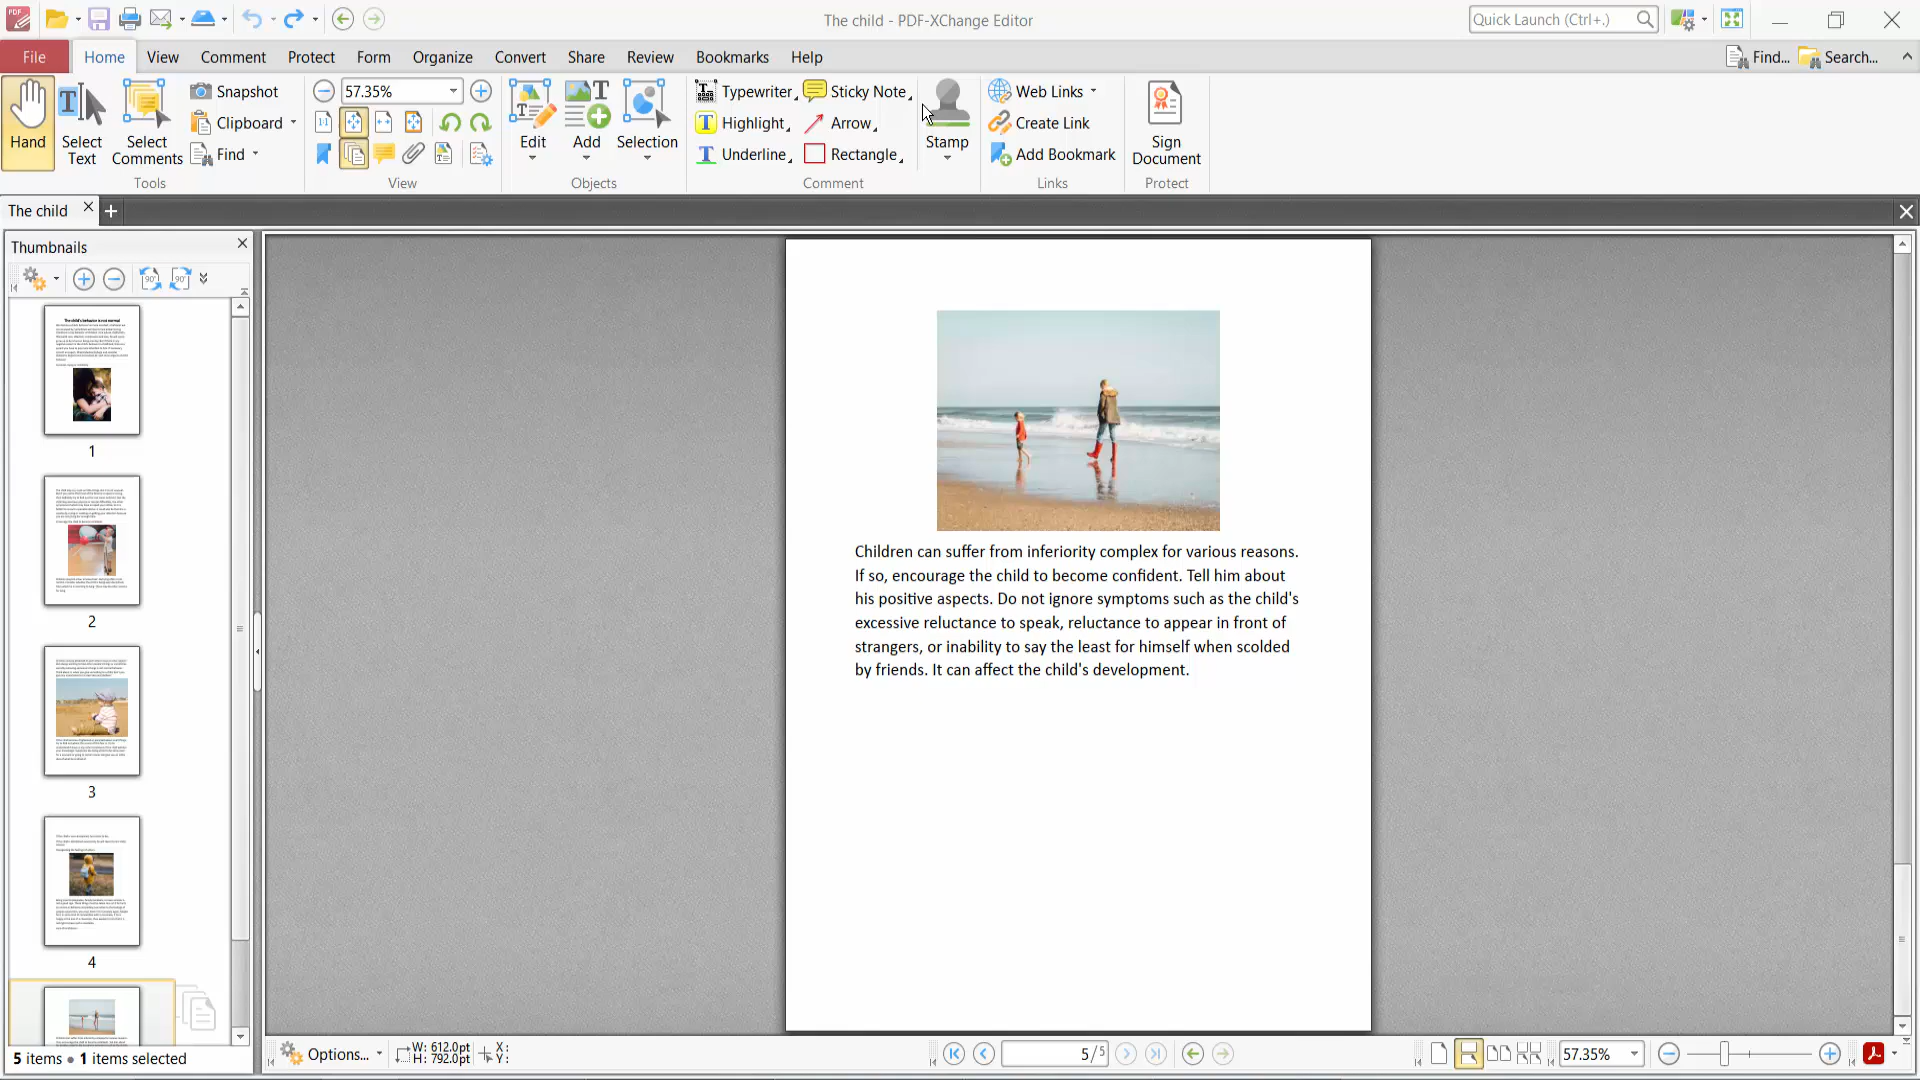 The child - PDF-XChange Editor
Quick Launch (Ctrl+.)
File
Home
View
Comment
Protect
Form
Organize
Convert
Share
Review
Bookmarks
Help
Find...
Search...
Hand
Select
Text
Select
Comments
Snapshot
Clipboard
Find
Tools
57.35%
View
Edit
Add
Selection
Objects
Typewriter
Highlight
Underline
Sticky Note
Arrow
Rectangle
Stamp
Comment
Web Links
Create Link
Add Bookmark
Links
Sign
Document
Protect
The child
Thumbnails
The child's behavior is not normal
1
2
3
4
Children can suffer from inferiority complex for various reasons.
If so, encourage the child to become confident. Tell him about
his positive aspects. Do not ignore symptoms such as the child's
excessive reluctance to speak, reluctance to appear in front of
strangers, or inability to say the least for himself when scolded
by friends. It can affect the child's development.
5 items • 1 items selected
Options...
W: 612.0pt
H: 792.0pt
X:
Y:
5/5
57.35%